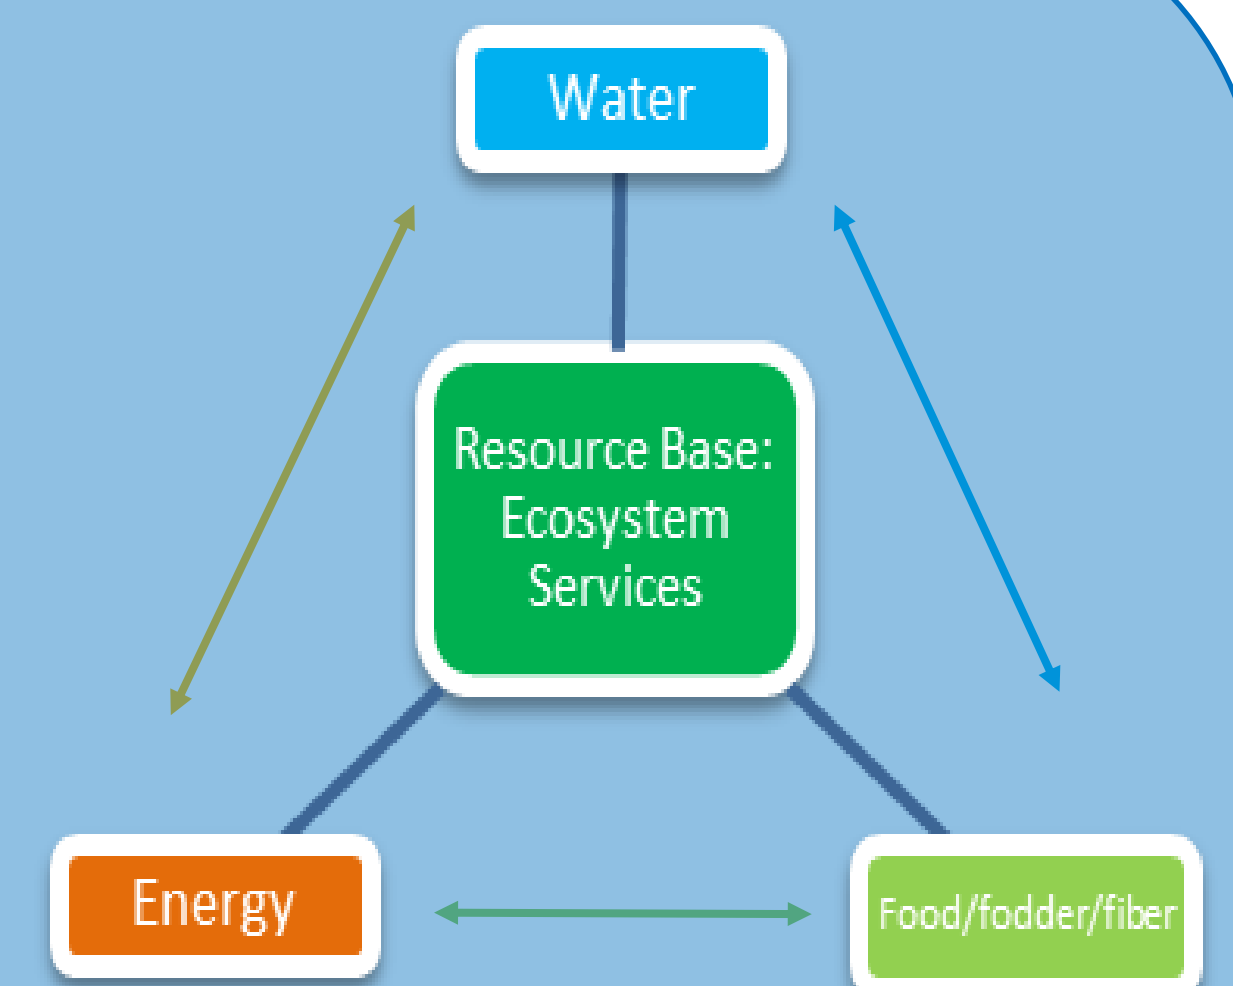 Water
Resource Base:
Ecosystem
Services
Energy
Food/fodder/fiber